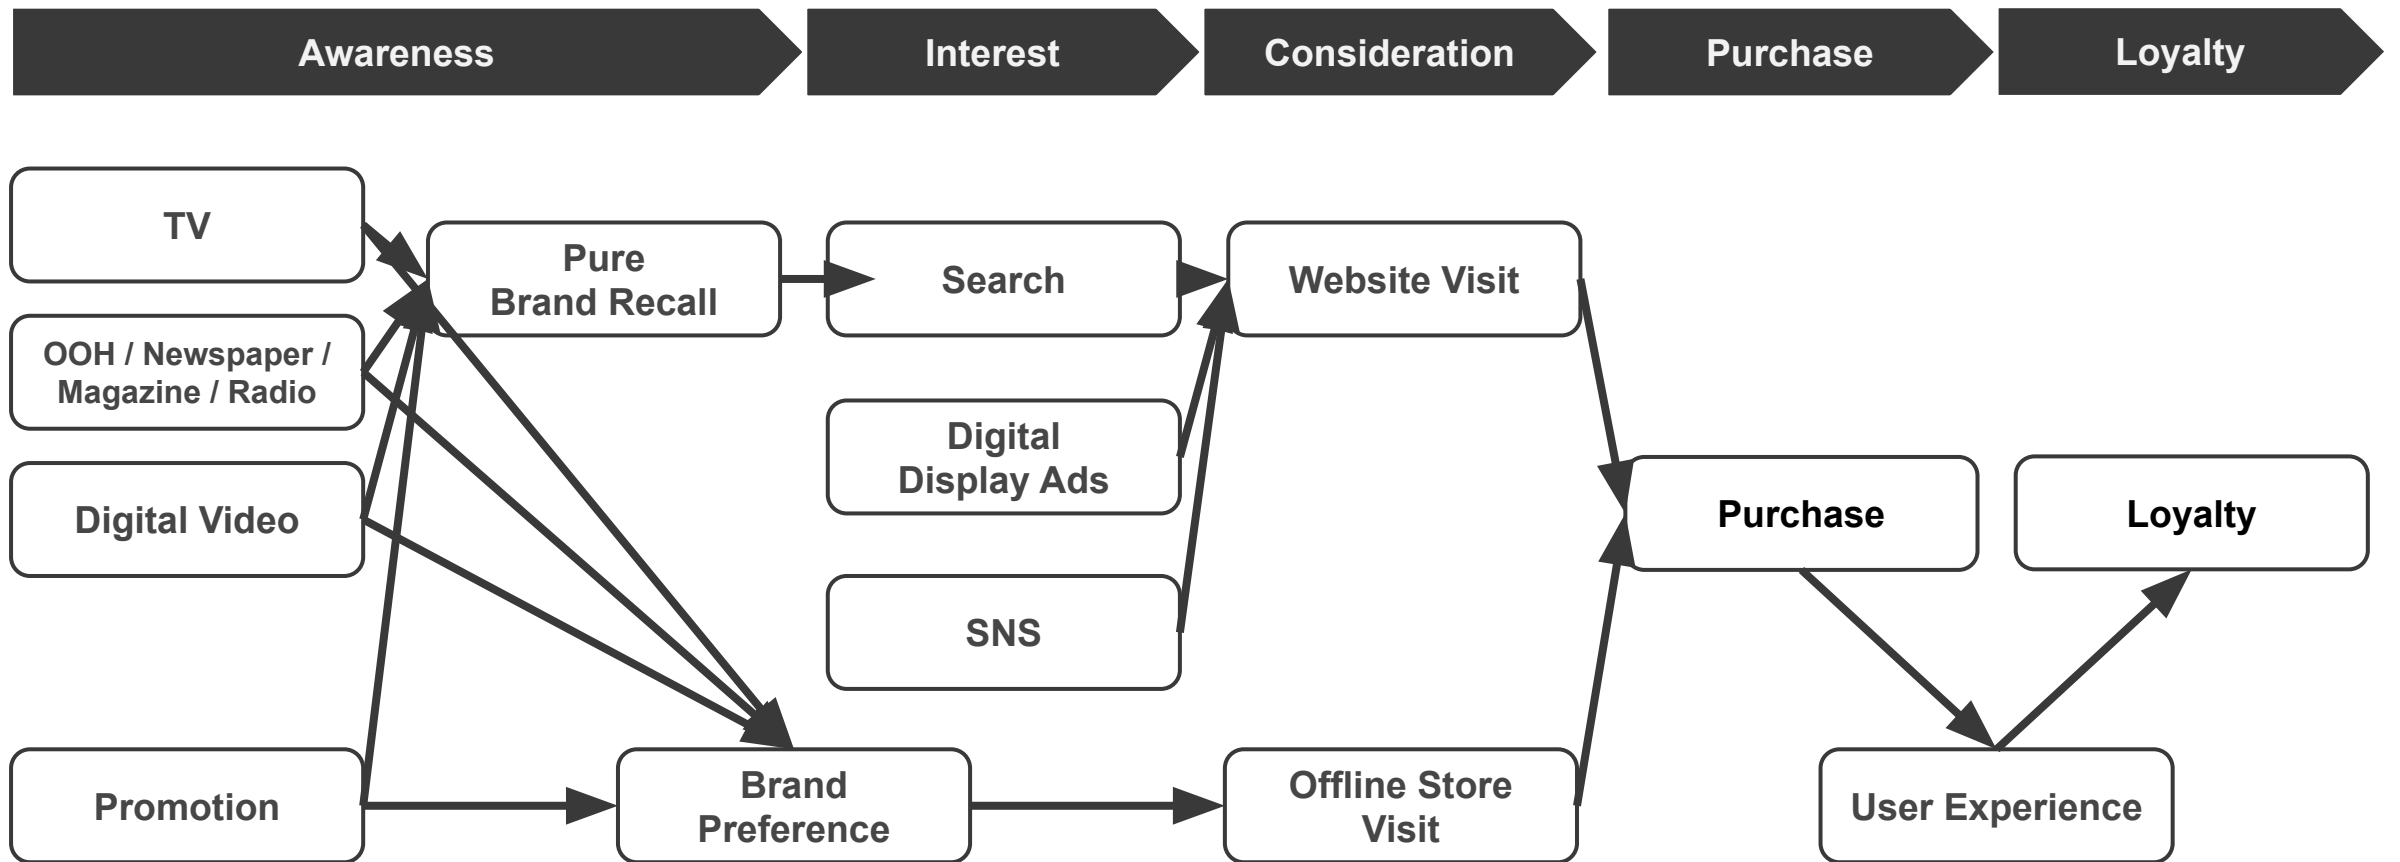 Awareness
Interest
Consideration
Purchase
Loyalty
TV
Pure
Brand Recall
Search
Website Visit
OOH / Newspaper /
Magazine / Radio
Digital
Display Ads
Digital Video
Purchase
Loyalty
SNS
Promotion
Brand
Preference
Offline Store
Visit
User Experience